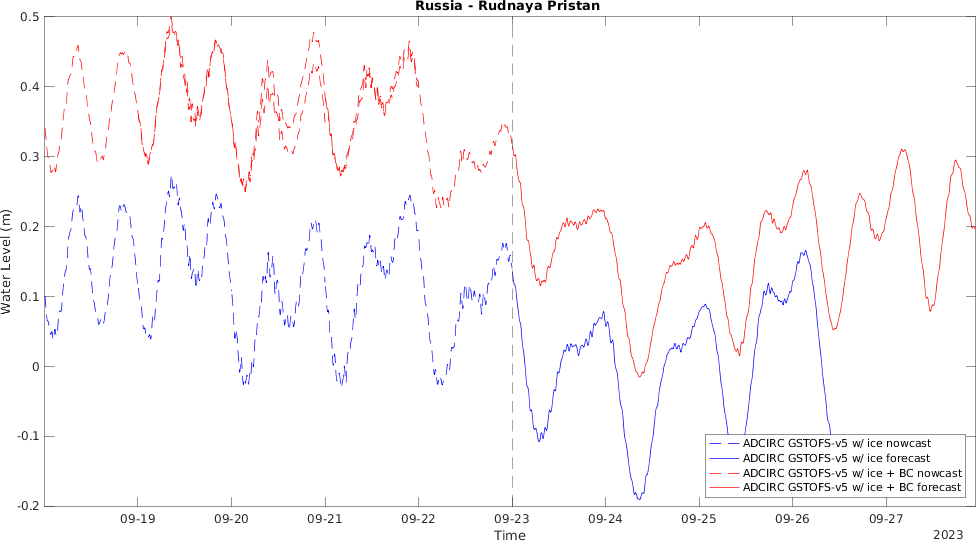 Russia - Rudnaya Pristan
Water Level (m)
0.5
0.4
0.3
0.2
0.1
0
-0.1
-0.2
ADCIRC GSTOFS-v5 w/ ice nowcast
ADCIRC GSTOFS-v5 w/ ice forecast
ADCIRC GSTOFS-v5 w/ ice + BC nowcast
ADCIRC GSTOFS-v5 w/ ice + BC forecast
09-19 09-20 09-21 09-22 09-23 09-24 09-25 09-26 09-27
Time
2023